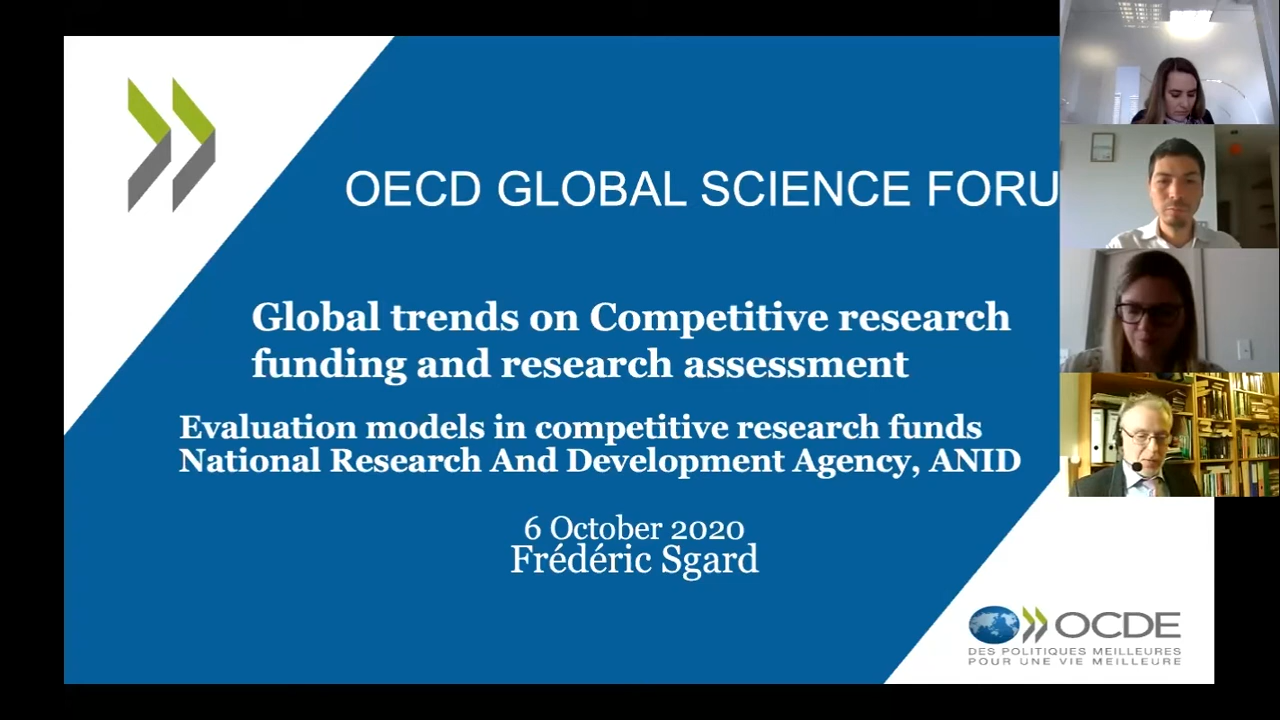 OECD GLOBAL SCIENCE FORU
Global trends on Competitive research
funding and research assessment
Evaluation models in competitive research funds
National Research And Development Agency, ANID
6 October 2020
Frédéric Sgard
OCDE
DES POLITIQUES MEILLEURES
POUR UNE VIE MEILLEURE